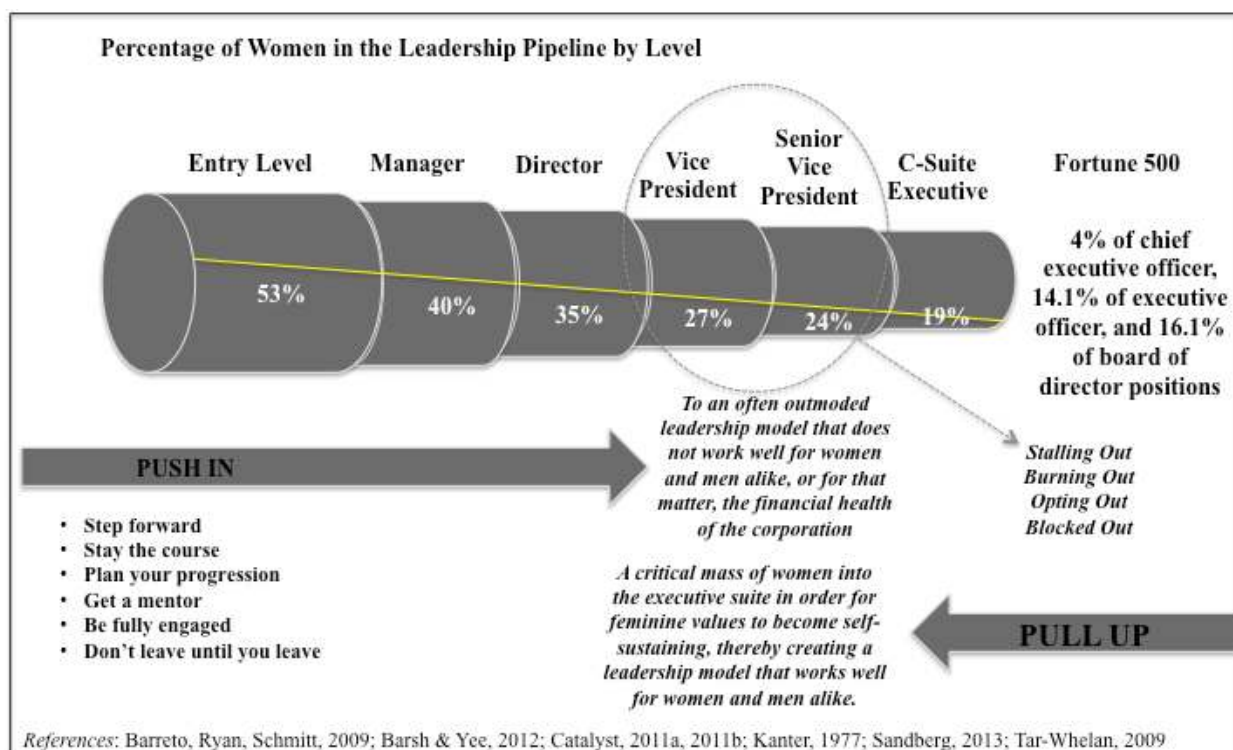 Percentage of Women in the Leadership Pipeline by Level
Entry Level
Manager
Director
Vice
President
Senior
Vice
President
C-Suite
Executive
Fortune 500
53%
40%
35%
27%
24%
19%
4% of chief
executive officer,
14.1% of executive
officer, and 16.1%
of board of
director positions
PUSH IN
• Step forward
• Stay the course
• Plan your progression
• Get a mentor
• Be fully engaged
• Don’t leave until you leave
To an often outmoded
leadership model that does
not work well for women
and men alike, or for that
matter, the financial health
of the corporation
Stalling Out
Burning Out
Opting Out
Blocked Out
A critical mass of women into
the executive suite in order for
feminine values to become self-
sustaining, thereby creating a
leadership model that works well
for women and men alike.
PULL UP
References: Barreto, Ryan, Schmitt, 2009; Barsh & Yee, 2012; Catalyst, 2011a, 2011b; Kanter, 1977; Sandberg, 2013; Tar-Whelan, 2009